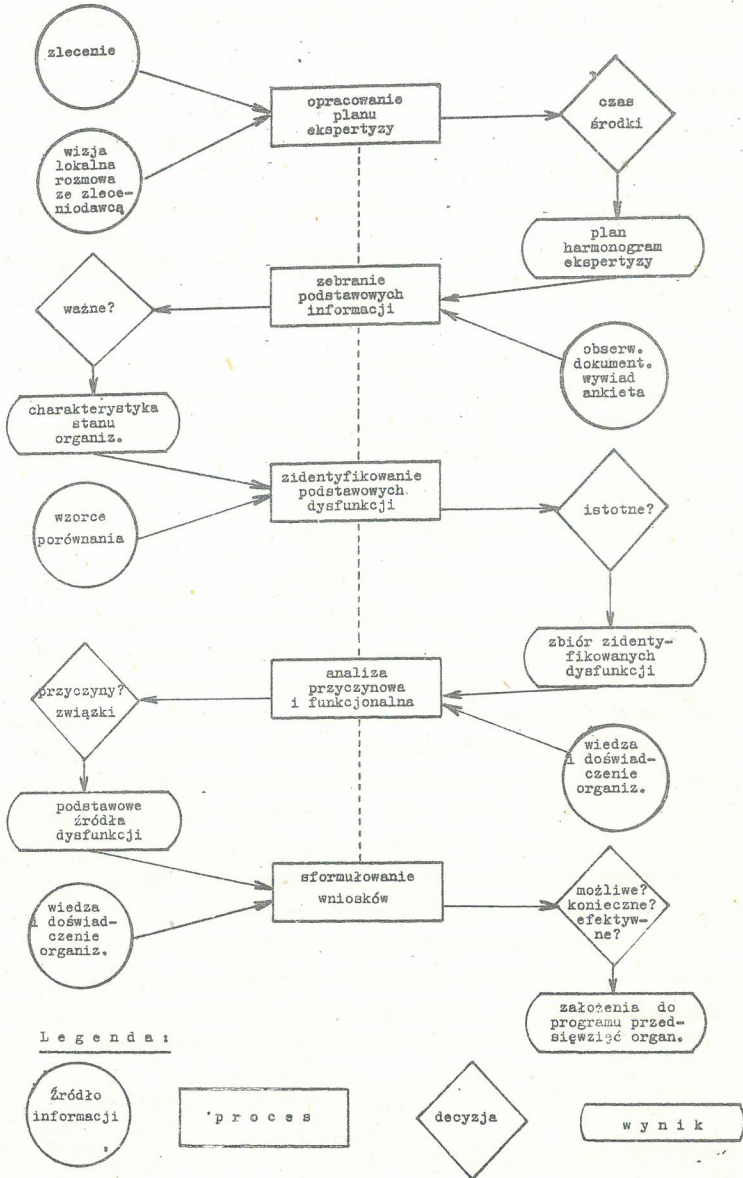 zlecenie
opracowanie
planu
ekspertyzy
czas
środki
wizja
lokalna
rozmowa
ze zlece-
niodawcą
plan
harmonogram
ekspertyzy
zebranie
podstawowych
informacji
ważne?
obserw.
dokument.
wywiad
ankieta
charakterystyka
stanu
organiz.
zidentyfikowanie
podstawowych
dysfunkcji
istotne?
wzorce
porównania
zbiór zidenty-
fikowanych
dysfunkcji
analiza
przyczynowa
i funkcjonalna
przyczyny?
związki
wiedza
i doświad-
czenie
organiz.
podstawowe
źródła
dysfunkcji
sformułowanie
wniosków
możliwe?
konieczne?
efektyw-
ne?
wiedza
i doświad-
czenie
organiz.
założenia do
programu przed-
sięwzięć organ.
Legenda:
Źródło
informacji
proces
decyzja
wynik